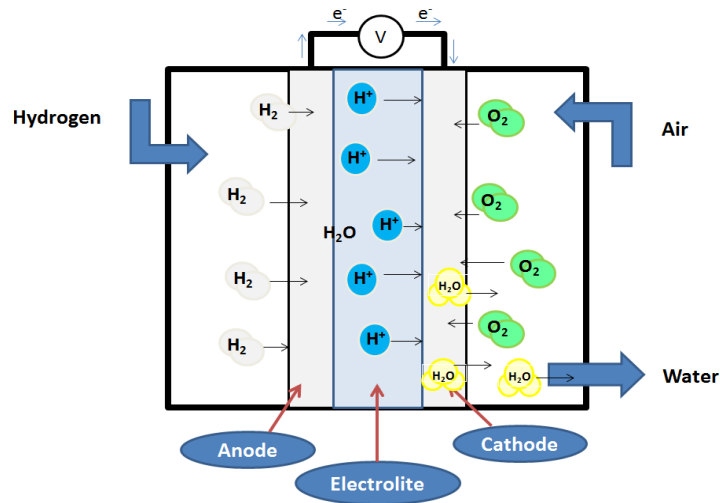 e⁻ e⁻
V
Hydrogen
Air
H₂
H⁺
O₂
H⁺
H₂
O₂
H₂O
H⁺
H₂
H⁺
O₂
H₂O
H₂
H⁺
O₂
H₂O
H₂O
Water
Anode
Cathode
Electrolite